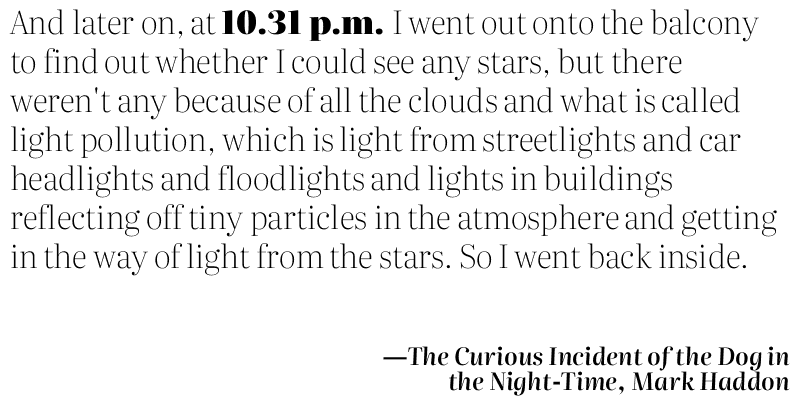 And later on, at 10.31 p.m. I went out onto the balcony
to find out whether I could see any stars, but there
weren't any because of all the clouds and what is called
light pollution, which is light from streetlights and car
headlights and floodlights and lights in buildings
reflecting off tiny particles in the atmosphere and getting
in the way of light from the stars. So I went back inside.
—The Curious Incident of the Dog in
the Night-Time, Mark Haddon